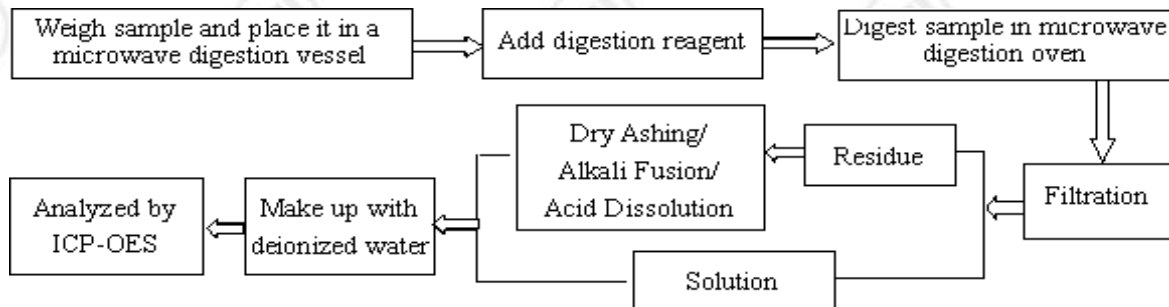 Weigh sample and place it in a
microwave digestion vessel
Add digestion reagent
Digest sample in microwave
digestion oven
Filtration
Residue
Solution
Dry Ashing/
Alkali Fusion/
Acid Dissolution
Make up with
deionized water
Analyzed by
ICP-OES